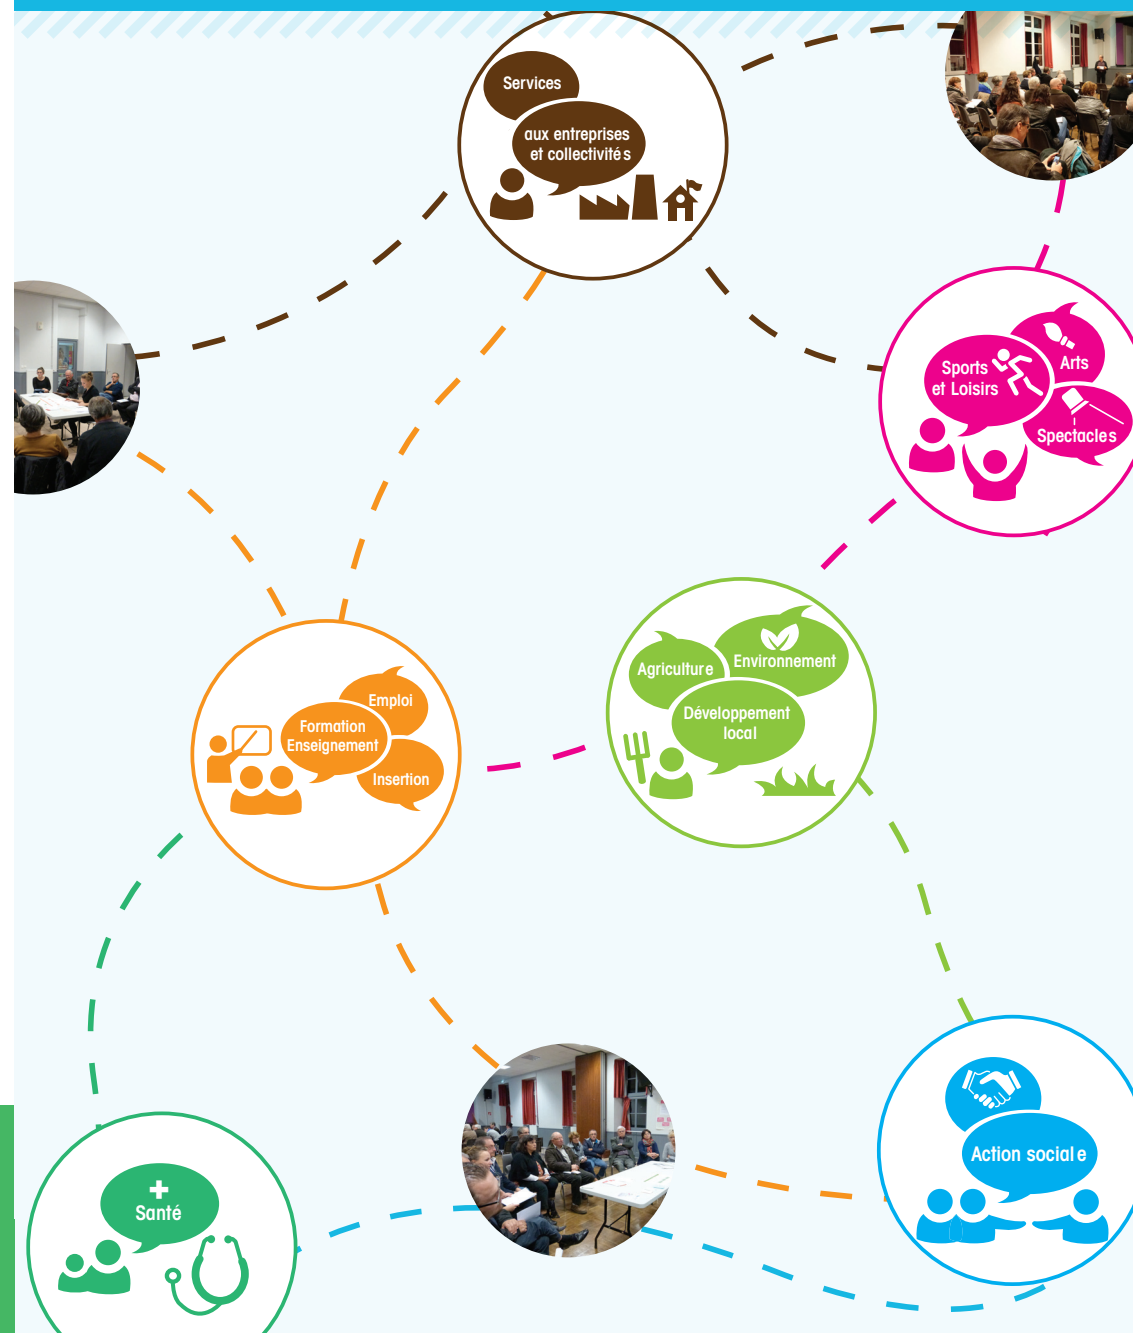 Services
aux entreprises
et collectivités
Sports
et Loisirs
Arts
Spectacles
Agriculture
Environnement
Développement
local
Emploi
Formation
Enseignement
Insertion
Action sociale
Santé